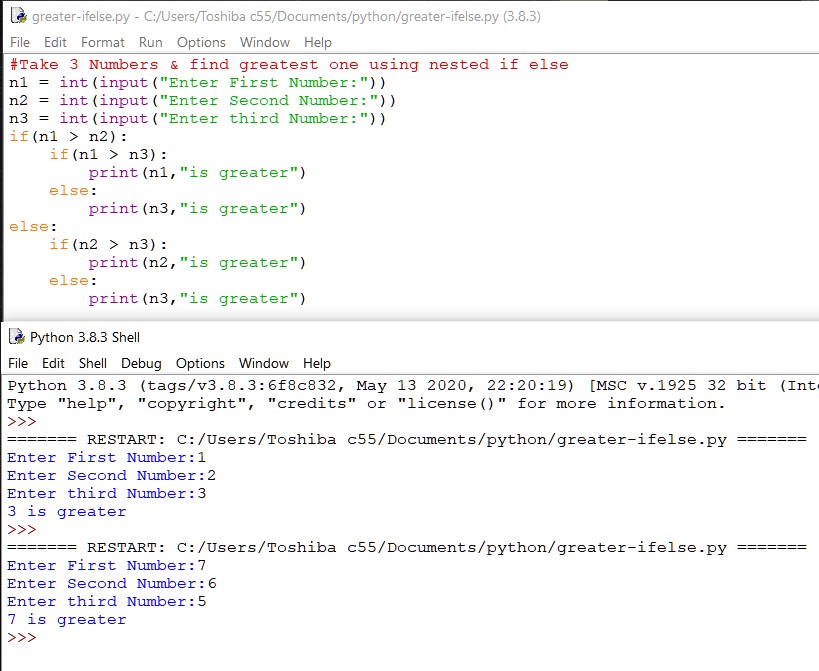 greater-ifelse.py - C:/Users/Toshiba c55/Documents/python/greater-ifelse.py (3.8.3)
File Edit Format Run Options Window Help
#Take 3 Numbers & find greatest one using nested if else
n1 = int(input("Enter First Number:"))
n2 = int(input("Enter Second Number:"))
n3 = int(input("Enter third Number:"))
if(n1 > n2):
    if(n1 > n3):
        print(n1,"is greater")
    else:
        print(n3,"is greater")
else:
    if(n2 > n3):
        print(n2,"is greater")
    else:
        print(n3,"is greater")
Python 3.8.3 Shell
File Edit Shell Debug Options Window Help
Python 3.8.3 (tags/v3.8.3:6f8c832, May 13 2020, 22:20:19) [MSC v.1925 32 bit (Inte
Type "help", "copyright", "credits" or "license()" for more information.
>>>
======= RESTART: C:/Users/Toshiba c55/Documents/python/greater-ifelse.py =======
Enter First Number:1
Enter Second Number:2
Enter third Number:3
3 is greater
>>>
======= RESTART: C:/Users/Toshiba c55/Documents/python/greater-ifelse.py =======
Enter First Number:7
Enter Second Number:6
Enter third Number:5
7 is greater
>>>